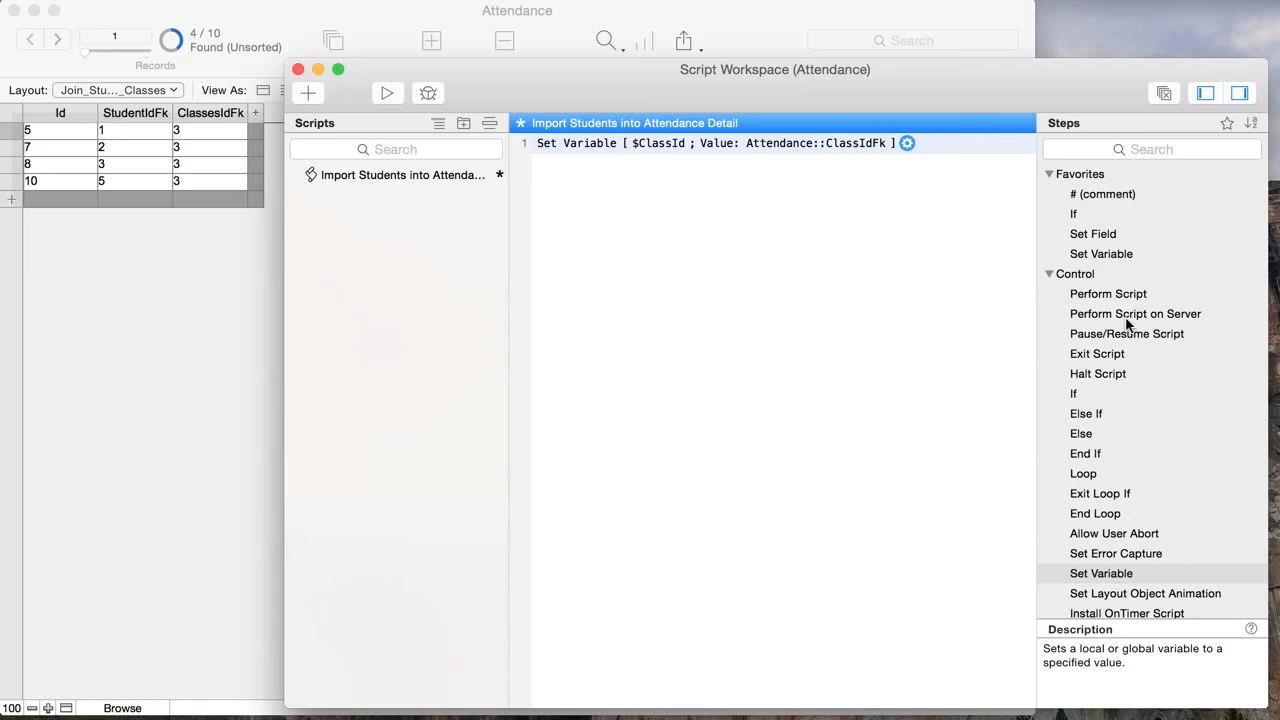 Attendance
1
4 / 10
Found (Unsorted)
Records
Search
Layout: Join_Stu..._Classes
View As:
Id StudentIdFk ClassesIdFk +
5 1 3
7 2 3
8 3 3
10 5 3
+
100 Browse
Script Workspace (Attendance)
Scripts
Search
Import Students into Attenda... *
* Import Students into Attendance Detail
1 Set Variable [ $ClassId ; Value: Attendance::ClassIdFk ]
Steps
Search
Favorites
# (comment)
If
Set Field
Set Variable
Control
Perform Script
Perform Script on Server
Pause/Resume Script
Exit Script
Halt Script
If
Else If
Else
End If
Loop
Exit Loop If
End Loop
Allow User Abort
Set Error Capture
Set Variable
Set Layout Object Animation
Install OnTimer Script
Description ?
Sets a local or global variable to a
specified value.